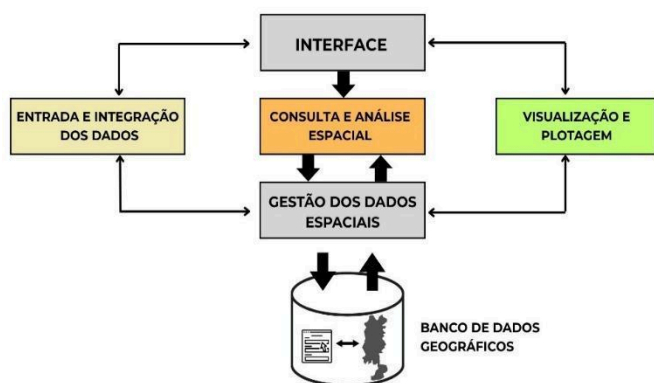 INTERFACE
ENTRADA E INTEGRAÇÃO
DOS DADOS
CONSULTA E ANÁLISE
ESPACIAL
VISUALIZAÇÃO E
PLOTAGEM
GESTÃO DOS DADOS
ESPACIAIS
BANCO DE DADOS
GEOGRÁFICOS